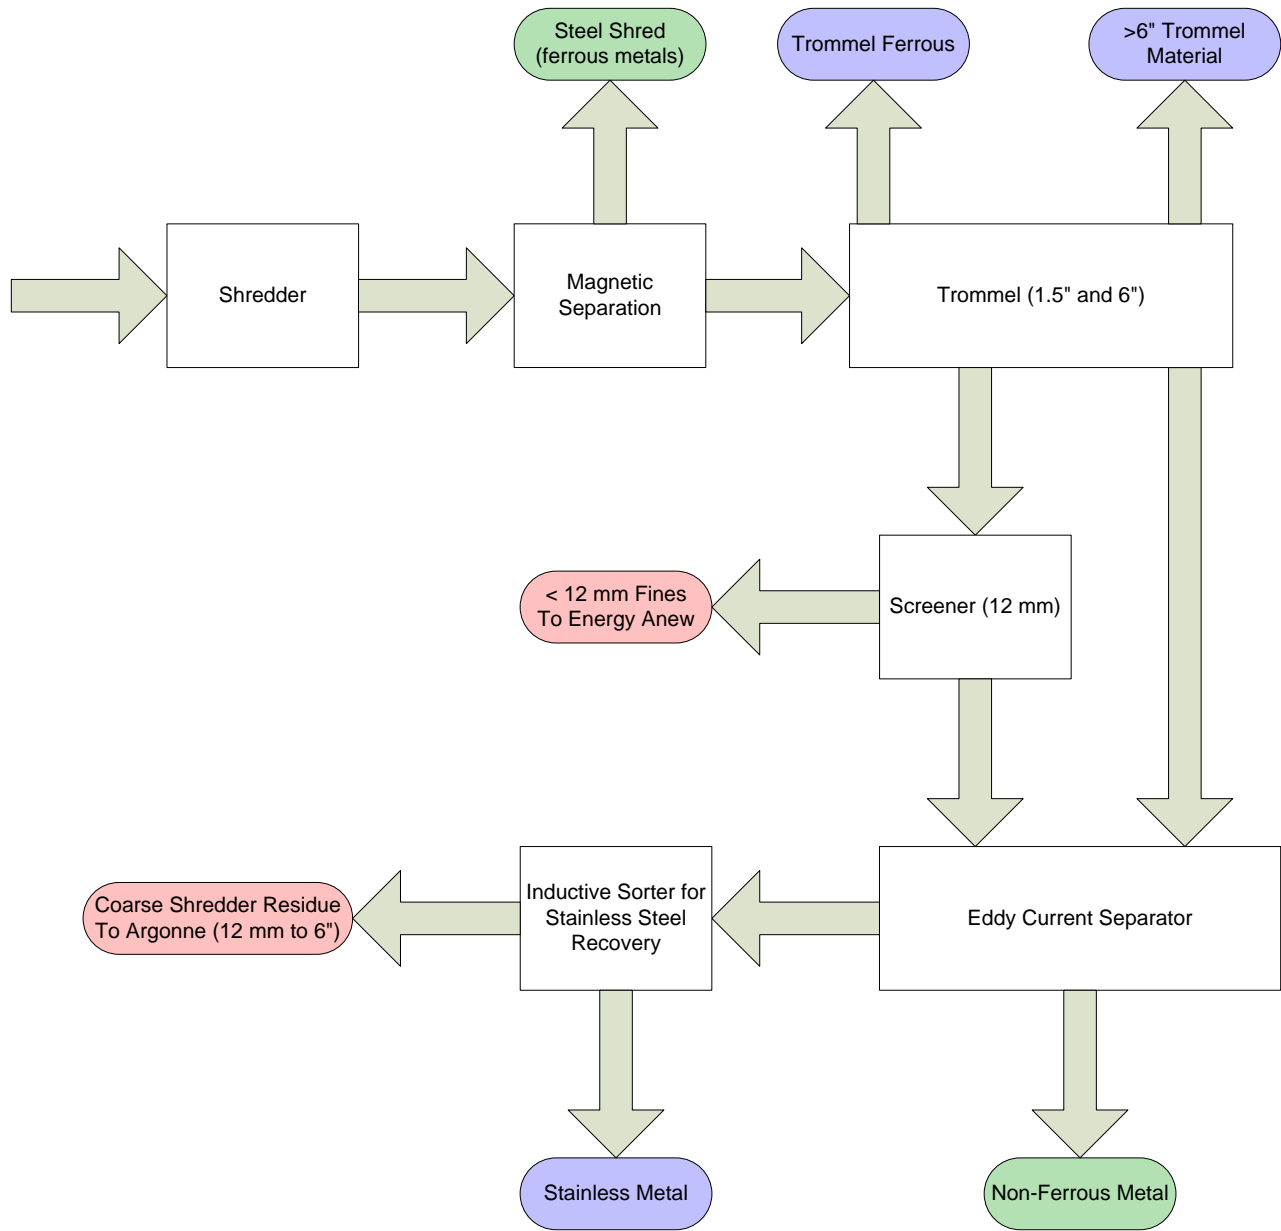 Steel Shred
(ferrous metals)
Trommel Ferrous
>6" Trommel
Material
Shredder
Magnetic
Separation
Trommel (1.5" and 6")
< 12 mm Fines
To Energy Anew
Screener (12 mm)
Coarse Shredder Residue
To Argonne (12 mm to 6")
Inductive Sorter for
Stainless Steel
Recovery
Eddy Current Separator
Stainless Metal
Non-Ferrous Metal